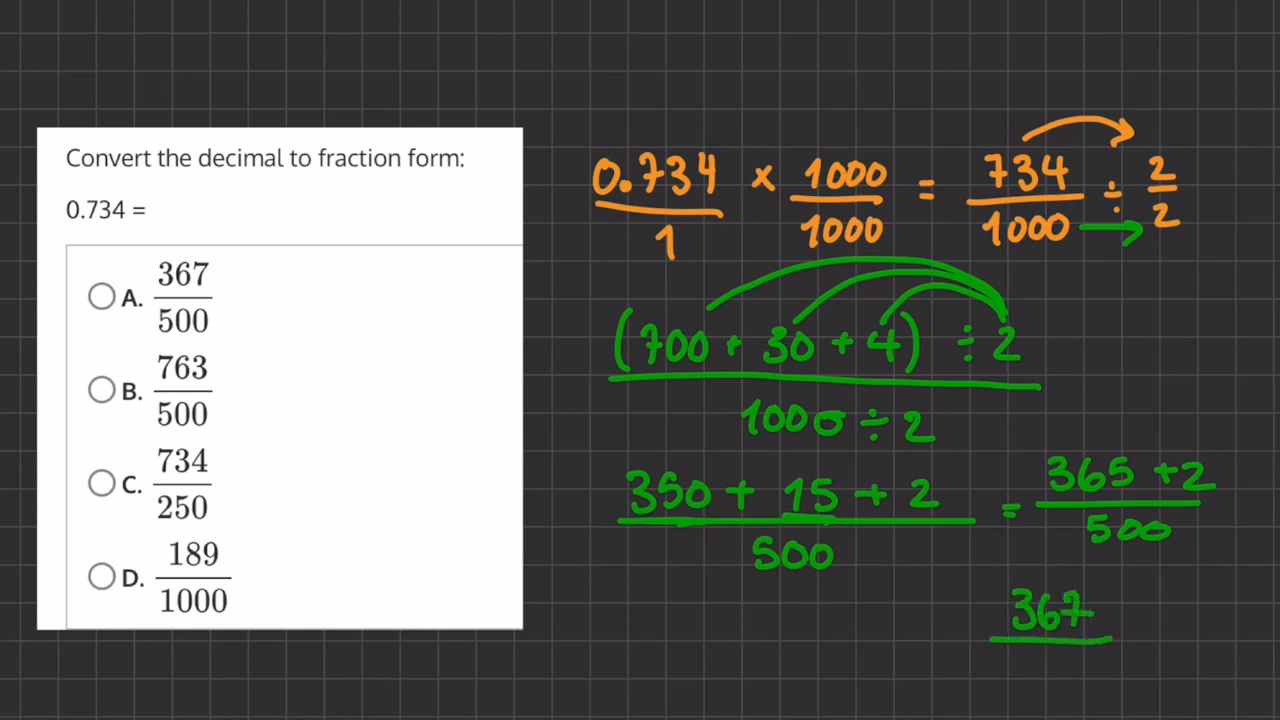 Convert the decimal to fraction form:
0.734 =
A. 367/500
B. 763/500
C. 734/250
D. 189/1000
0.734/1 × 1000/1000 = 734/1000 ÷ 2/2
(700 + 30 + 4) ÷ 2
1000 ÷ 2
350 + 15 + 2 / 500 = 365 + 2 / 500
367